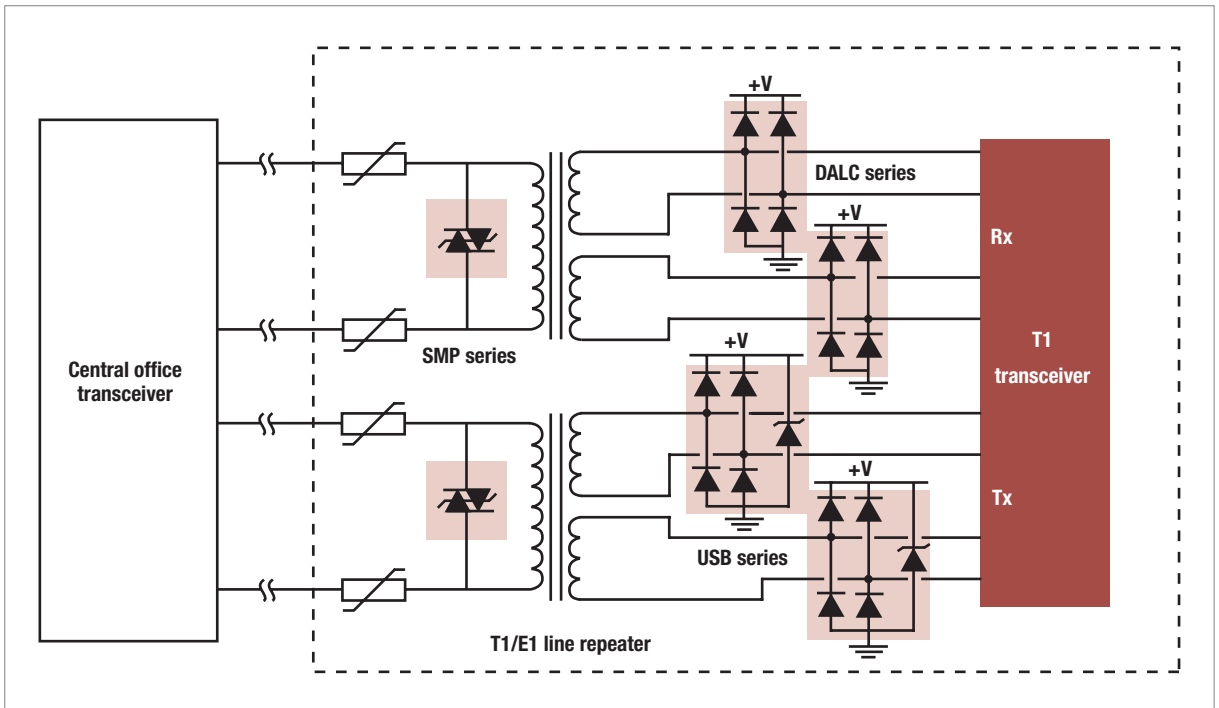 +V
DALC series
+V
Rx
SMP series
Central office
transceiver
+V
T1
transceiver
+V
Tx
USB series
T1/E1 line repeater